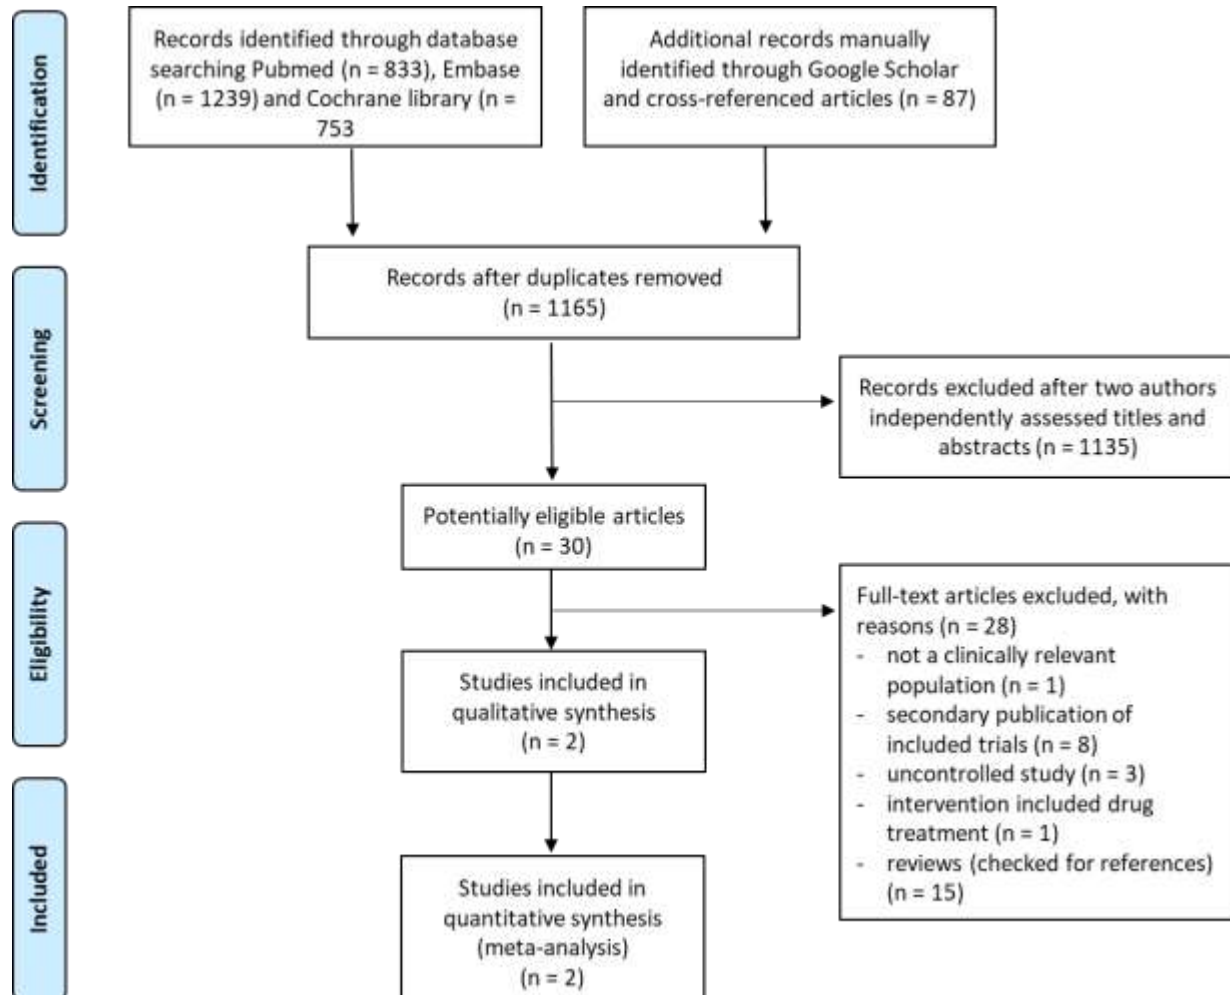 Identification
Records identified through database
searching Pubmed (n = 833), Embase
(n = 1239) and Cochrane library (n =
753
Additional records manually
identified through Google Scholar
and cross-referenced articles (n = 87)
Records after duplicates removed
(n = 1165)
Screening
Records excluded after two authors
independently assessed titles and
abstracts (n = 1135)
Potentially eligible articles
(n = 30)
Eligibility
Full-text articles excluded, with
reasons (n = 28)
- not a clinically relevant
population (n = 1)
- secondary publication of
included trials (n = 8)
- uncontrolled study (n = 3)
- intervention included drug
treatment (n = 1)
- reviews (checked for references)
(n = 15)
Studies included in
qualitative synthesis
(n = 2)
Included
Studies included in
quantitative synthesis
(meta-analysis)
(n = 2)